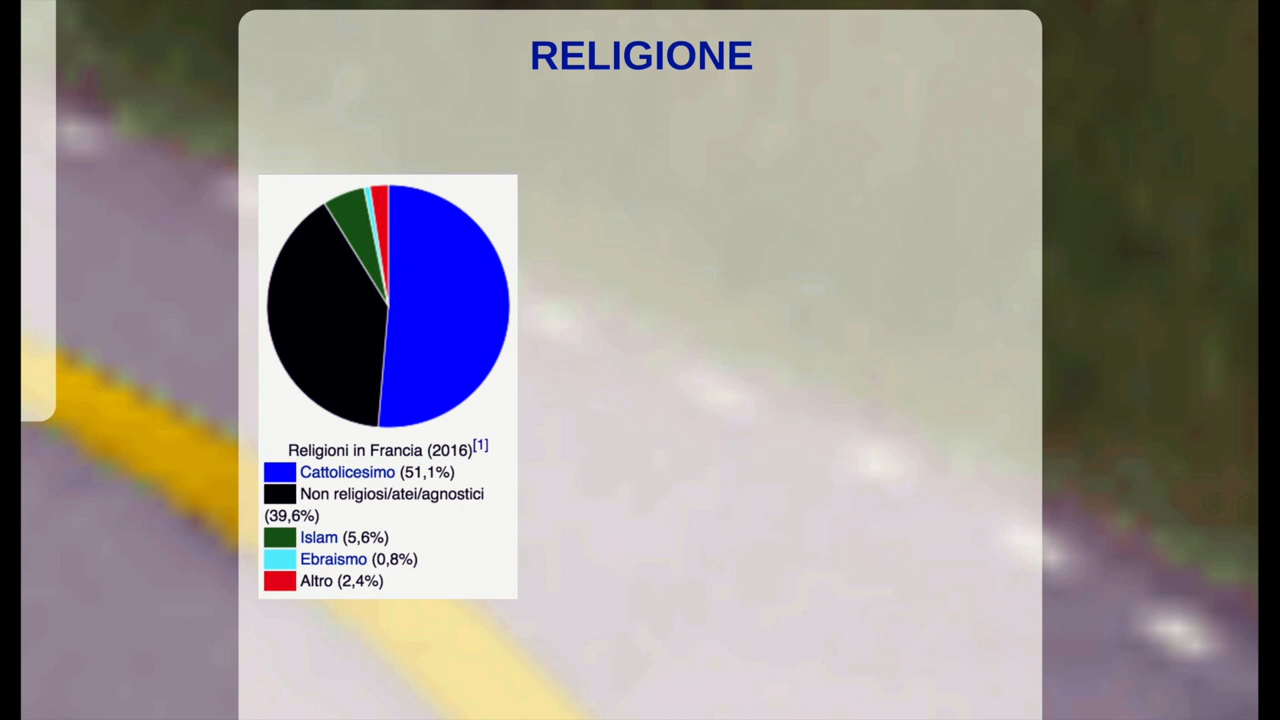 RELIGIONE
Religioni in Francia (2016)[1]
Cattolicesimo (51,1%)
Non religiosi/atei/agnostici
(39,6%)
Islam (5,6%)
Ebraismo (0,8%)
Altro (2,4%)